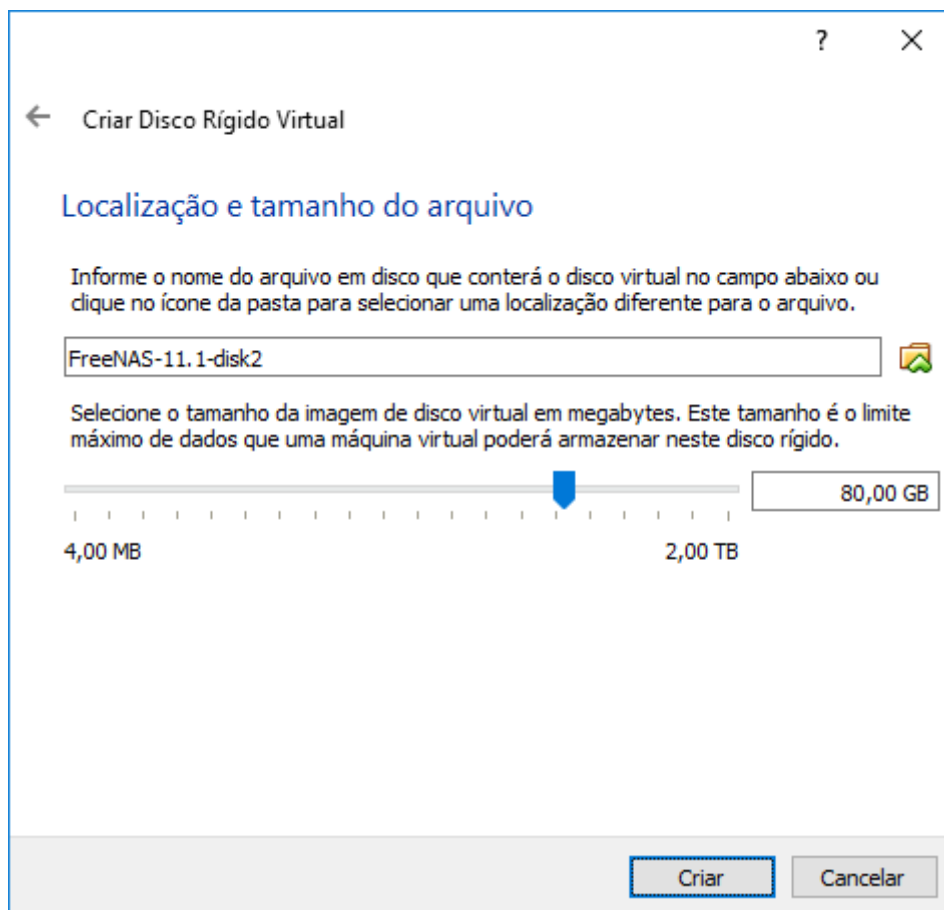 ?
Criar Disco Rígido Virtual
Localização e tamanho do arquivo
Informe o nome do arquivo em disco que conterá o disco virtual no campo abaixo ou
clique no ícone da pasta para selecionar uma localização diferente para o arquivo.
FreeNAS-11.1-disk2
Selecione o tamanho da imagem de disco virtual em megabytes. Este tamanho é o limite
máximo de dados que uma máquina virtual poderá armazenar neste disco rígido.
80,00 GB
4,00 MB 2,00 TB
Criar Cancelar